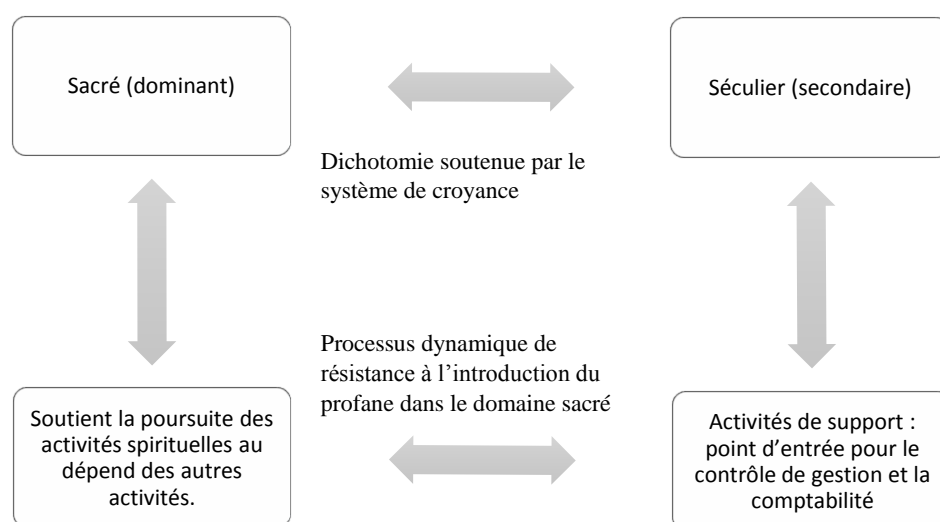 Sacré (dominant)
Séculier (secondaire)
Dichotomie soutenue par le
système de croyance
Processus dynamique de
résistance à l’introduction du
profane dans le domaine sacré
Soutient la poursuite des
activités spirituelles au
dépend des autres
activités.
Activités de support :
point d’entrée pour le
contrôle de gestion et la
comptabilité